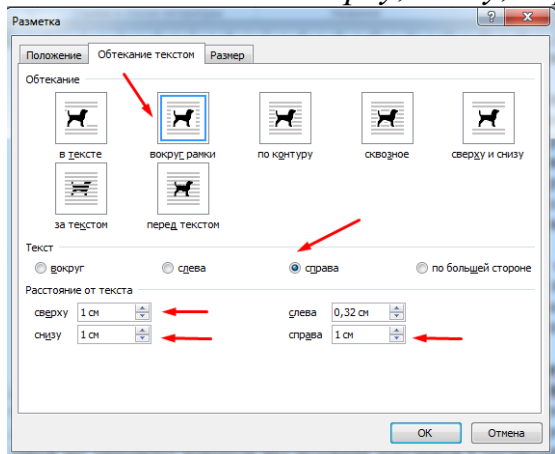 Разметка
Положение Обтекание текстом Размер
Обтекание
в тексте вокруг рамки по контуру сквозное сверху и снизу
за текстом перед текстом
Текст
вокруг слева справа по большей стороне
Расстояние от текста
сверху 1 см слева 0,32 см
снизу 1 см справа 1 см
ОК Отмена